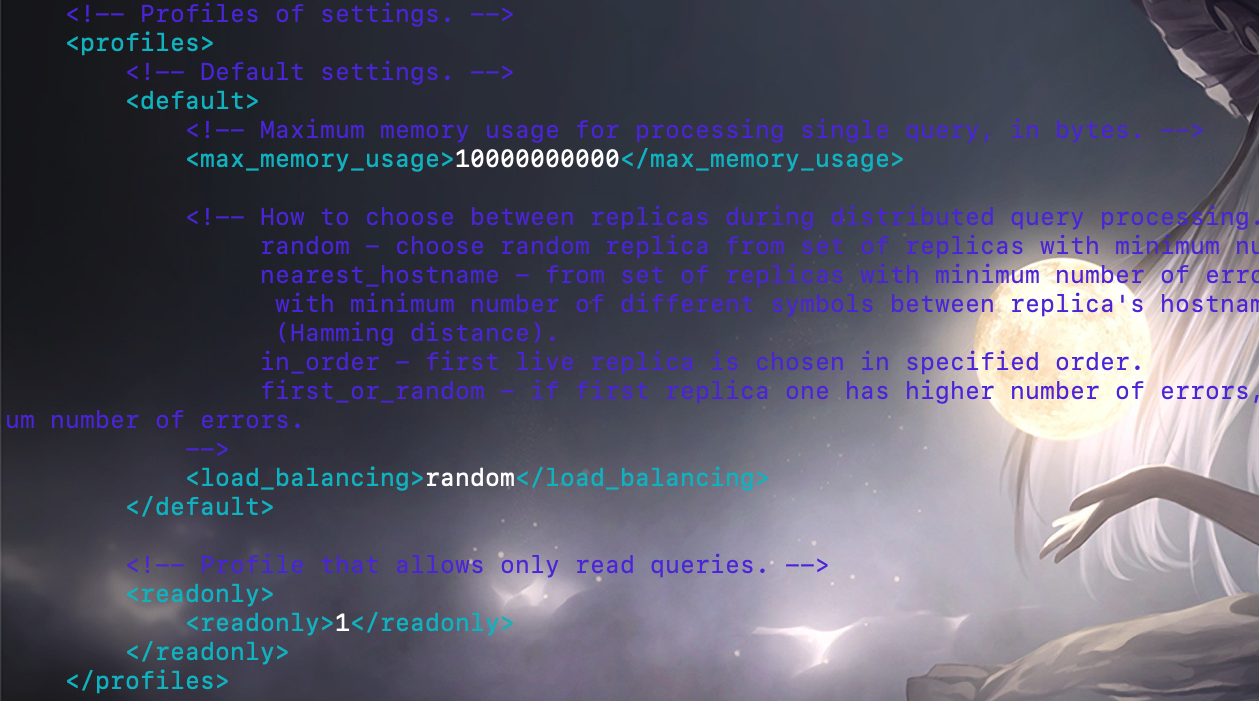 <!-- Profiles of settings. -->
<profiles>
<!-- Default settings. -->
<default>
<!-- Maximum memory usage for processing single query, in bytes. -->
<max_memory_usage>10000000000</max_memory_usage>
<!-- How to choose between replicas during distributed query processing.
random - choose random replica from set of replicas with minimum nu
nearest_hostname - from set of replicas with minimum number of erro
with minimum number of different symbols between replica's hostnam
(Hamming distance).
in_order - first live replica is chosen in specified order.
first_or_random - if first replica one has higher number of errors,
um number of errors.
-->
<load_balancing>random</load_balancing>
</default>
<!-- Profile that allows only read queries. -->
<readonly>
<readonly>1</readonly>
</readonly>
</profiles>